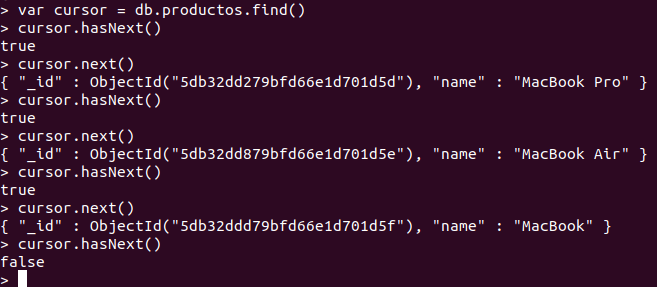 > var cursor = db.productos.find()
> cursor.hasNext()
true
> cursor.next()
{ "_id" : ObjectId("5db32dd279bfd66e1d701d5d"), "name" : "MacBook Pro" }
> cursor.hasNext()
true
> cursor.next()
{ "_id" : ObjectId("5db32dd879bfd66e1d701d5e"), "name" : "MacBook Air" }
> cursor.hasNext()
true
> cursor.next()
{ "_id" : ObjectId("5db32ddd79bfd66e1d701d5f"), "name" : "MacBook" }
> cursor.hasNext()
false
>